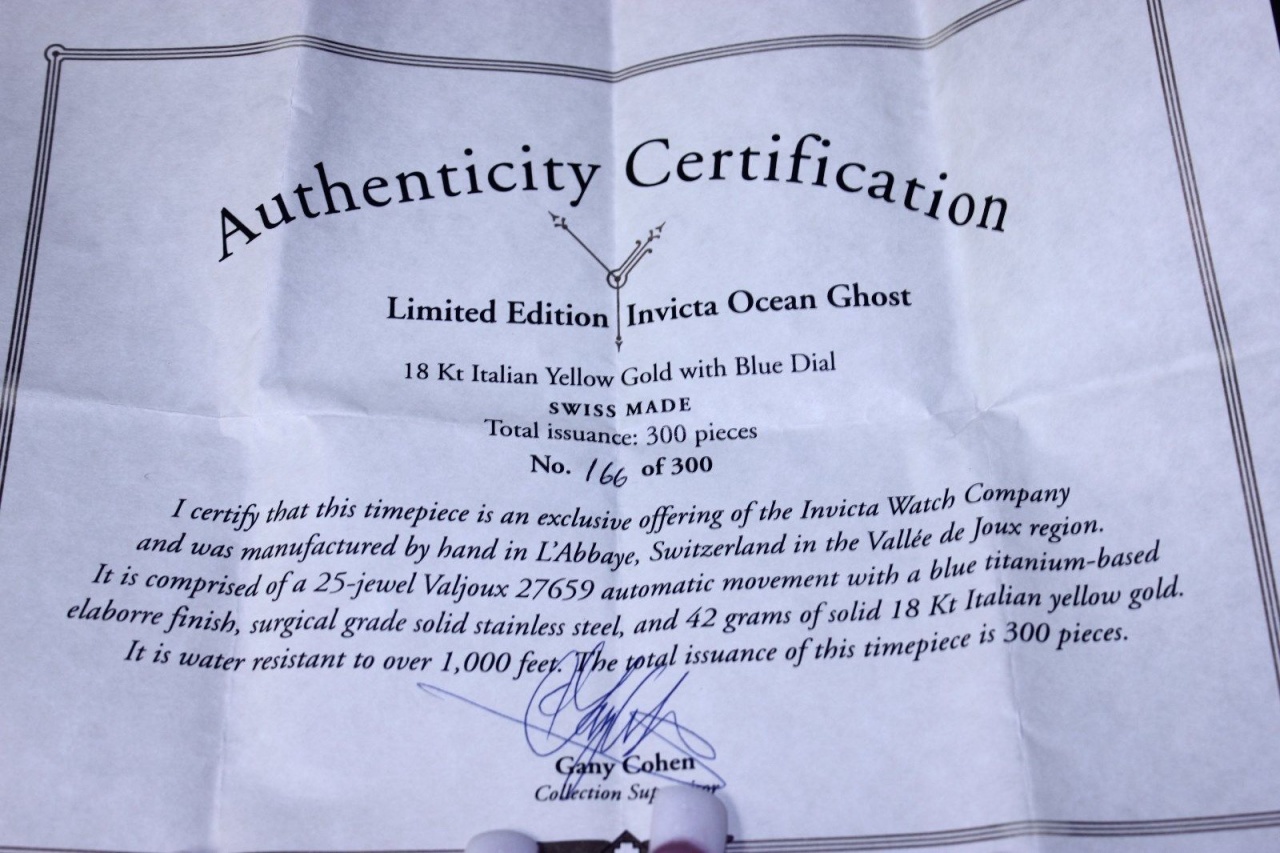 Authenticity Certification
Limited Edition Invicta Ocean Ghost
18 Kt Italian Yellow Gold with Blue Dial
SWISS MADE
Total issuance: 300 pieces
No. 166 of 300
I certify that this timepiece is an exclusive offering of the Invicta Watch Company
and was manufactured by hand in L'Abbaye, Switzerland in the Vallée de Joux region.
It is comprised of a 25-jewel Valjoux 27659 automatic movement with a blue titanium-based
elaborre finish, surgical grade solid stainless steel, and 42 grams of solid 18 Kt Italian yellow gold.
It is water resistant to over 1,000 feet. The total issuance of this timepiece is 300 pieces.
Gany Cohen
Collection